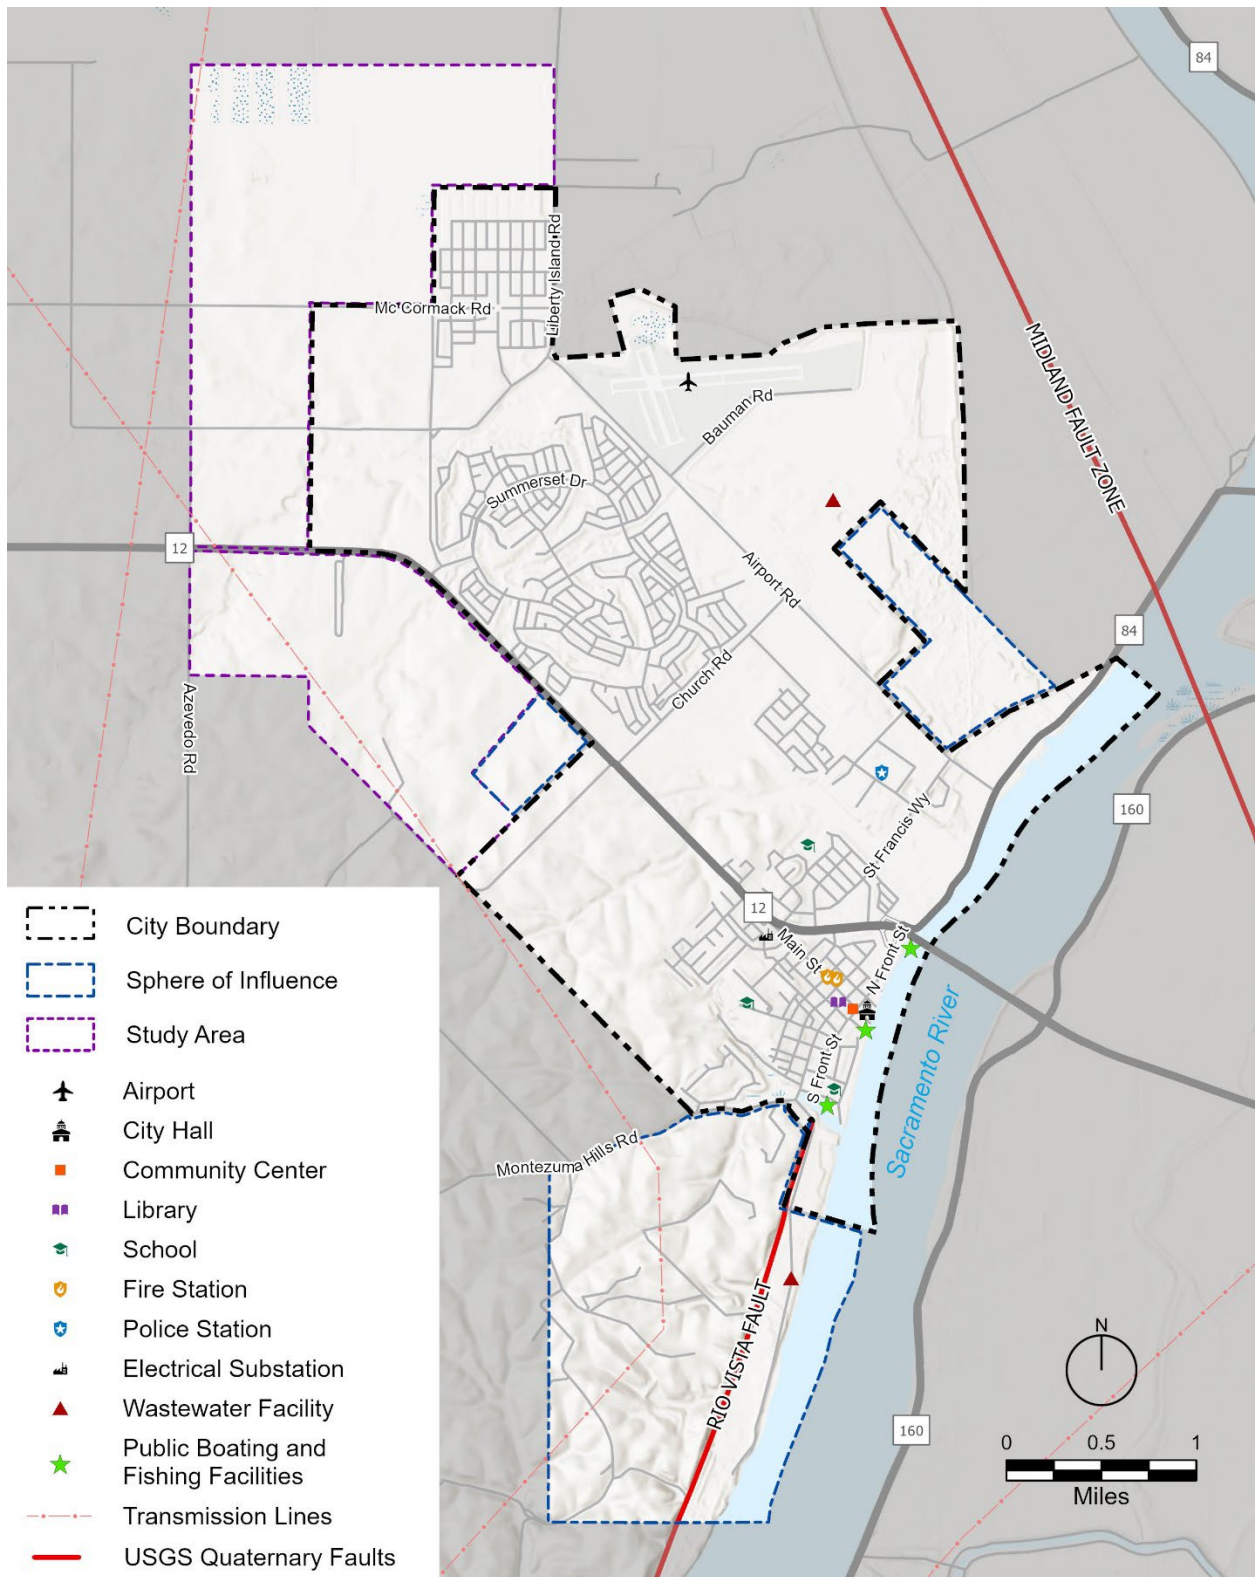 84
Liberty Island Rd
Mc Cormack Rd
MIDLAND FAULT ZONE
Bauman Rd
Summerset Dr
12
Airport Rd
84
Church Rd
Azevedo Rd
160
St Francis Wy
12
Main St
N Front St
Sacramento River
S Front St
Montezuma Hills Rd
RIO VISTA FAULT
160
City Boundary
Sphere of Influence
Study Area
Airport
City Hall
Community Center
Library
School
Fire Station
Police Station
Electrical Substation
Wastewater Facility
Public Boating and
Fishing Facilities
Transmission Lines
USGS Quaternary Faults
N
0 0.5 1
Miles